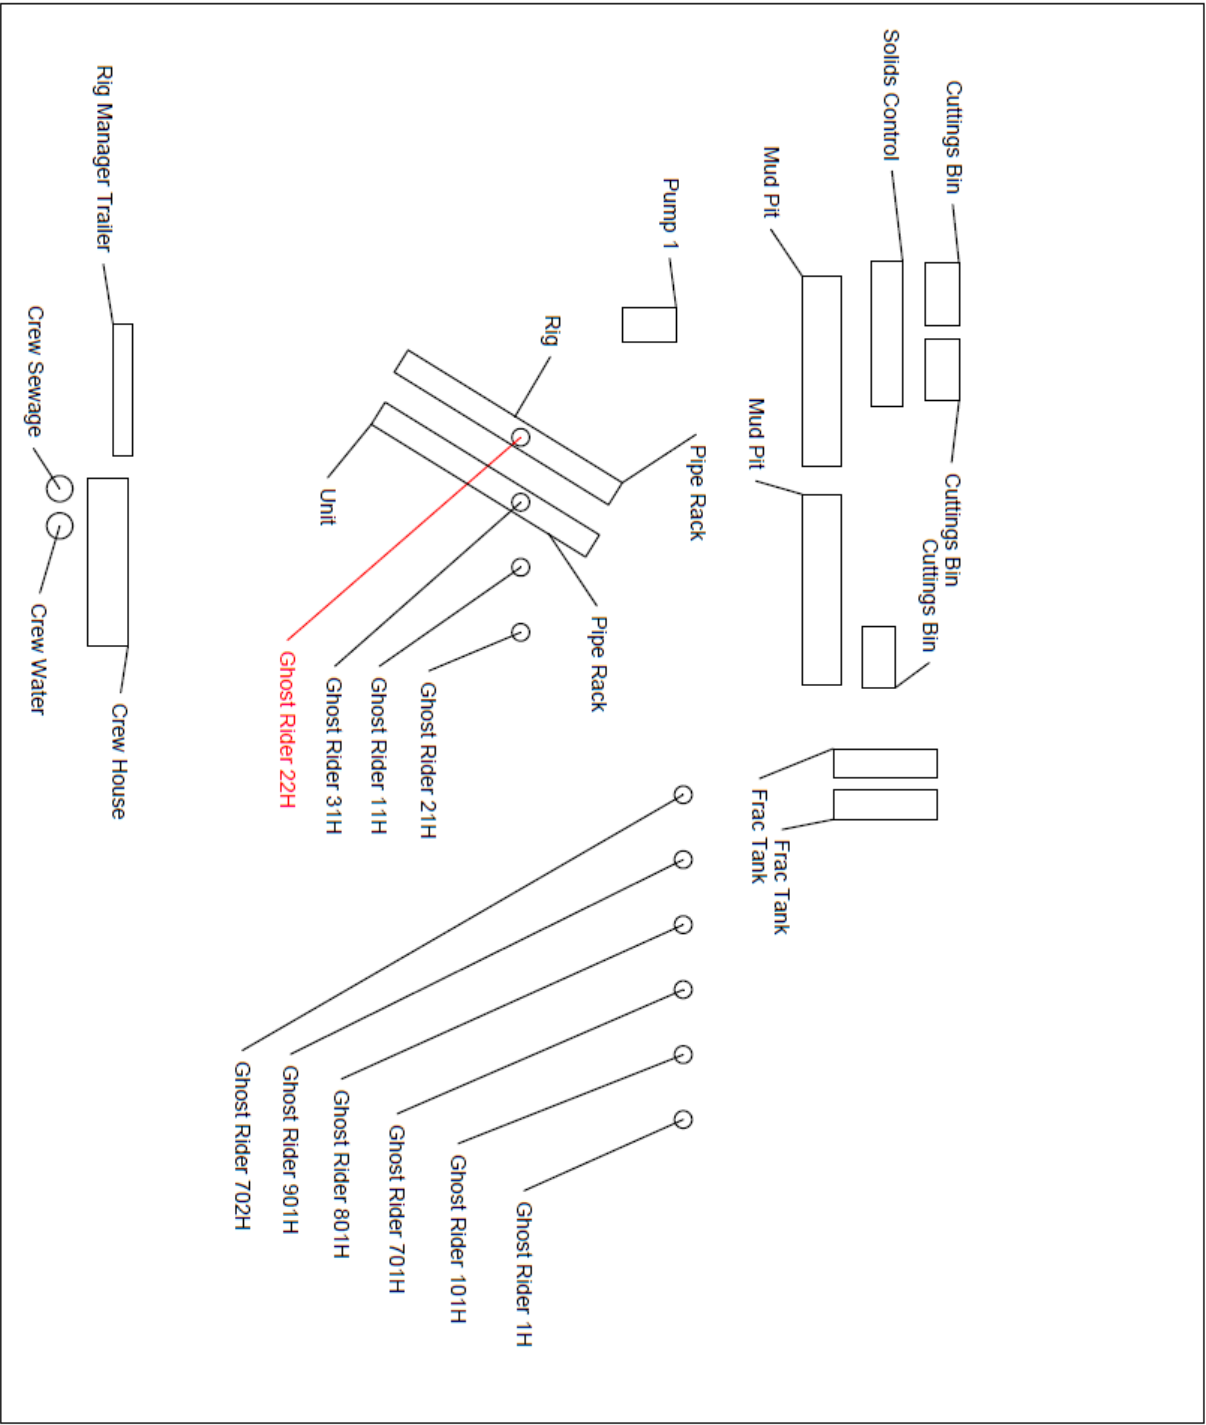 Cuttings Bin
Solids Control
Mud Pit
Pump 1
Rig
Rig Manager Trailer
Crew Sewage
Cuttings Bin
Cuttings Bin
Mud Pit
Pipe Rack
Unit
Pipe Rack
Crew Water
Crew House
Ghost Rider 22H
Ghost Rider 31H
Ghost Rider 11H
Ghost Rider 21H
Frac Tank
Frac Tank
Ghost Rider 702H
Ghost Rider 901H
Ghost Rider 801H
Ghost Rider 701H
Ghost Rider 101H
Ghost Rider 1H